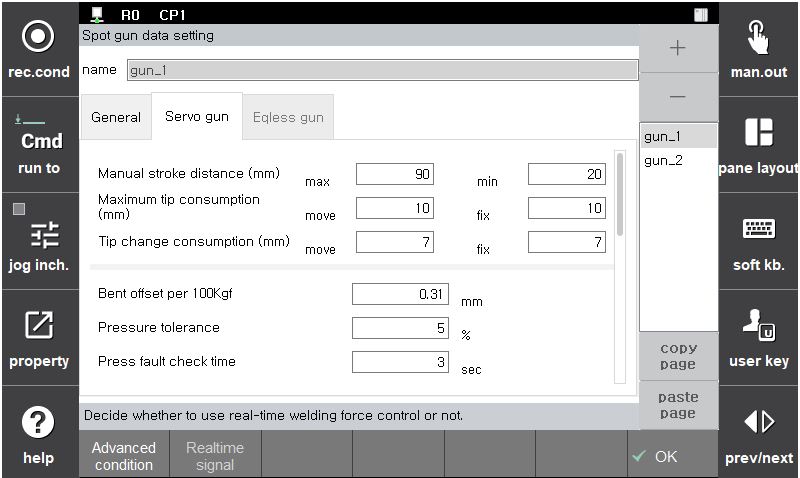 R0 CP1
Spot gun data setting
name gun_1
General Servo gun Eqless gun
Manual stroke distance (mm) max 90 min 20
Maximum tip consumption
(mm) move 10 fix 10
Tip change consumption (mm) move 7 fix 7
Bent offset per 100Kgf 0.31 mm
Pressure tolerance 5 %
Press fault check time 3 sec
Decide whether to use real-time welding force control or not.
+
−
gun_1
gun_2
copy
page
paste
page
rec.cond
Cmd
run to
jog inch.
property
?
help
man.out
pane layout
soft kb.
U
user key
prev/next
Advanced
condition
Realtime
signal
OK